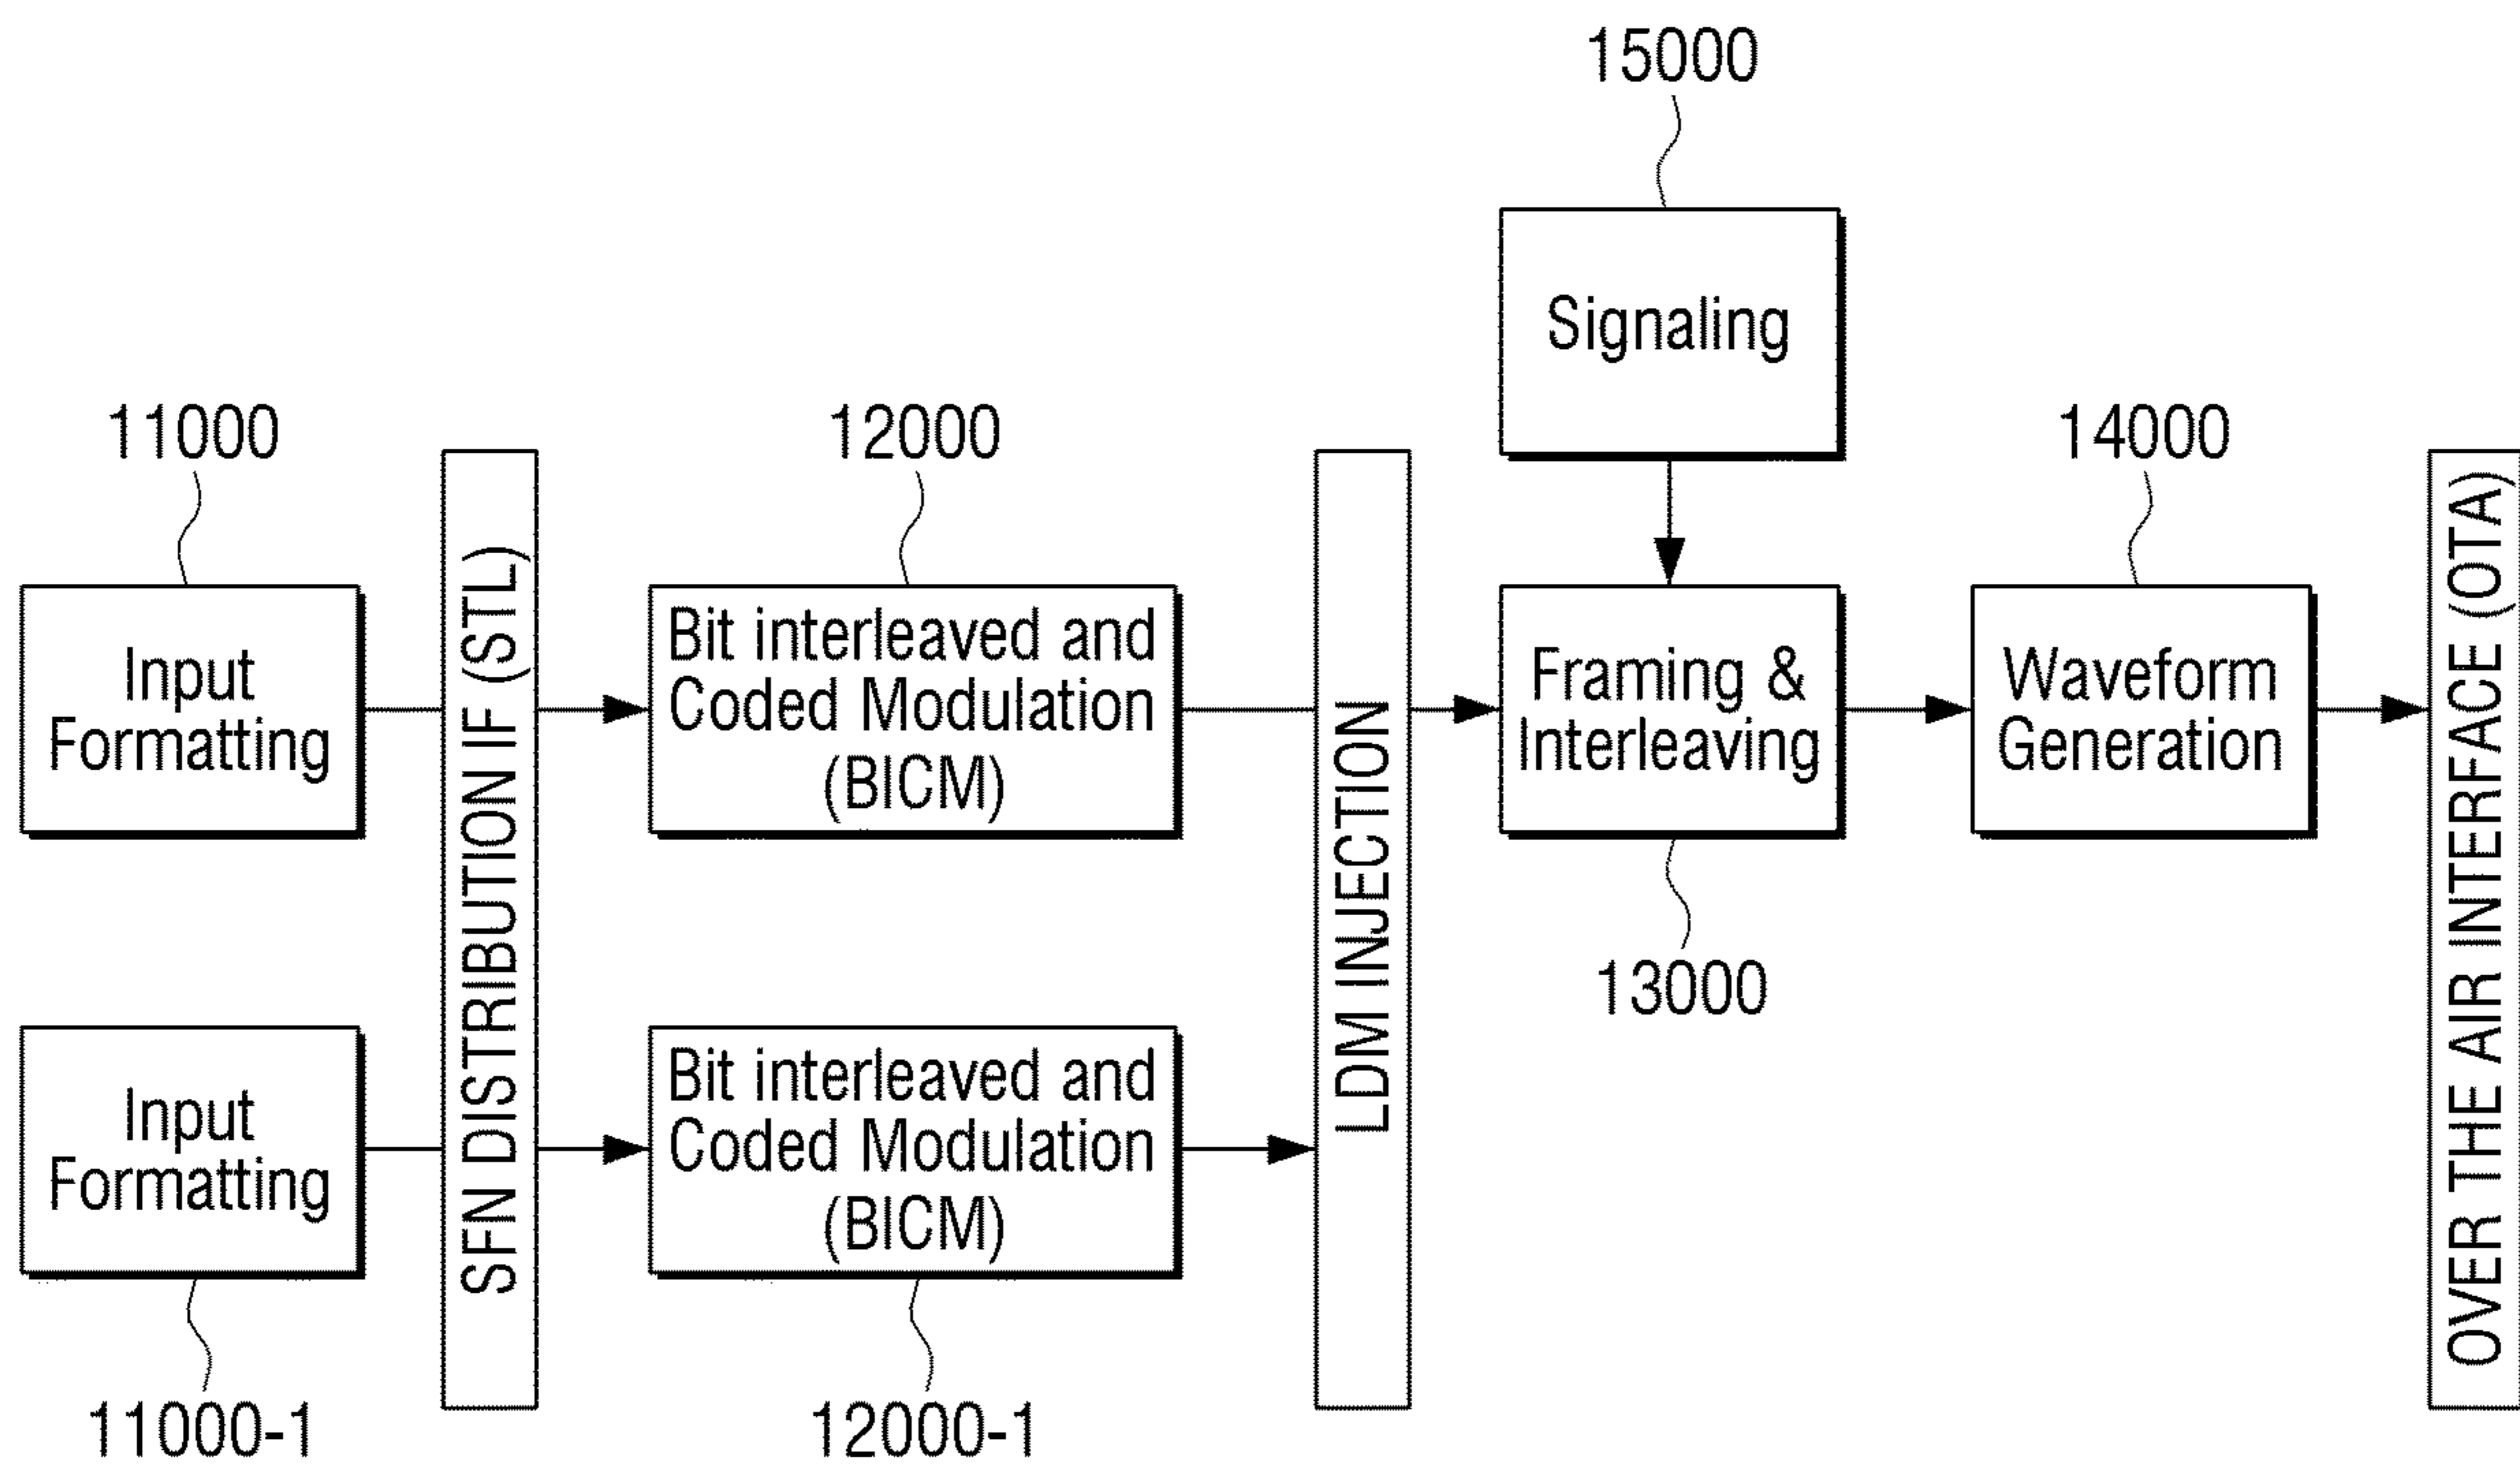 15000
Signaling
11000
12000
14000
Input
Formatting
SFN DISTRIBUTION IF (STL)
Bit interleaved and
Coded Modulation
(BICM)
LDM INJECTION
Framing &
Interleaving
Waveform
Generation
OVER THE AIR INTERFACE (OTA)
13000
Input
Formatting
Bit interleaved and
Coded Modulation
(BICM)
11000-1
12000-1